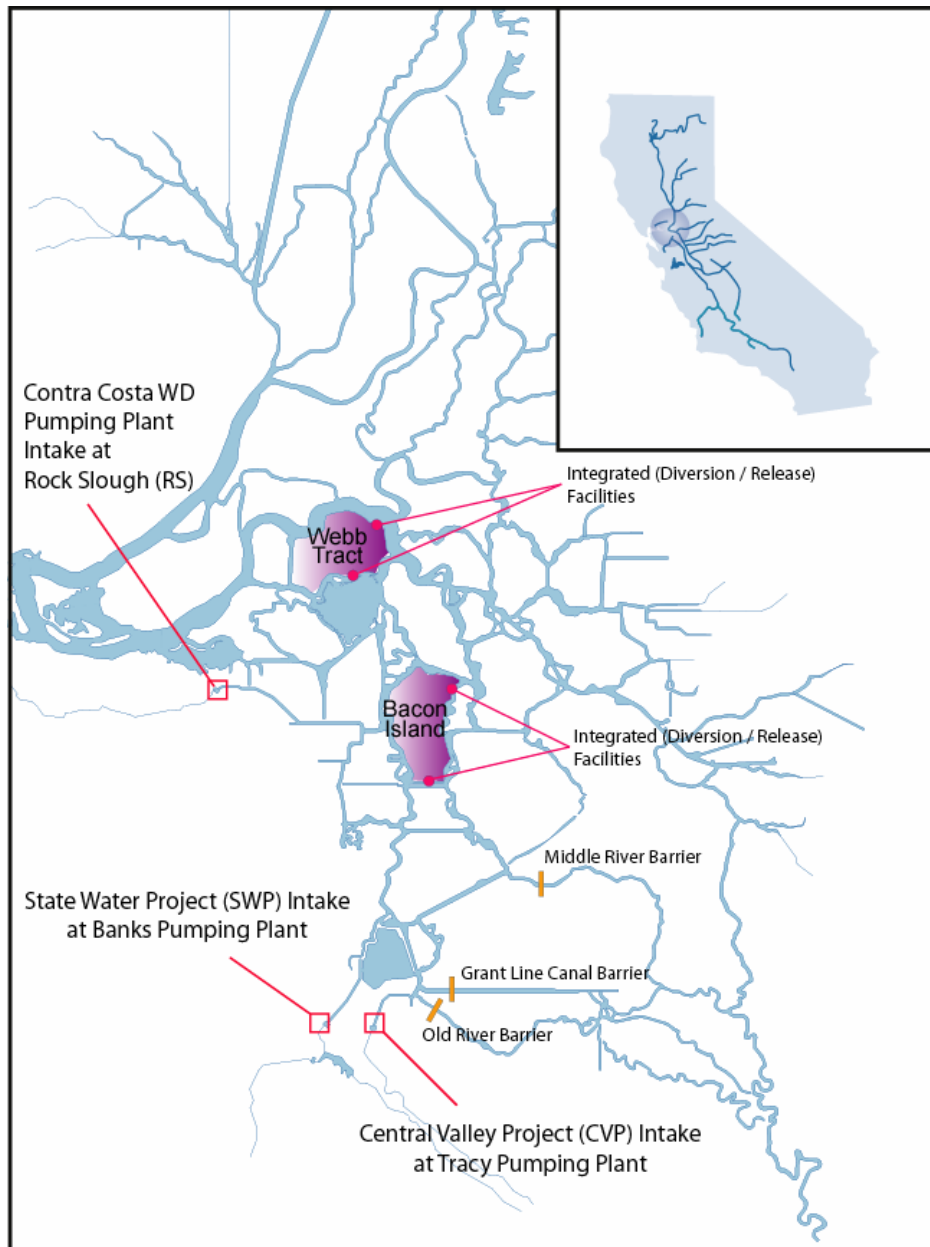 Contra Costa WD
Pumping Plant
Intake at
Rock Slough (RS)
Integrated (Diversion / Release)
Facilities
Webb
Tract
Bacon
Island
Integrated (Diversion / Release)
Facilities
Middle River Barrier
State Water Project (SWP) Intake
at Banks Pumping Plant
Grant Line Canal Barrier
Old River Barrier
Central Valley Project (CVP) Intake
at Tracy Pumping Plant